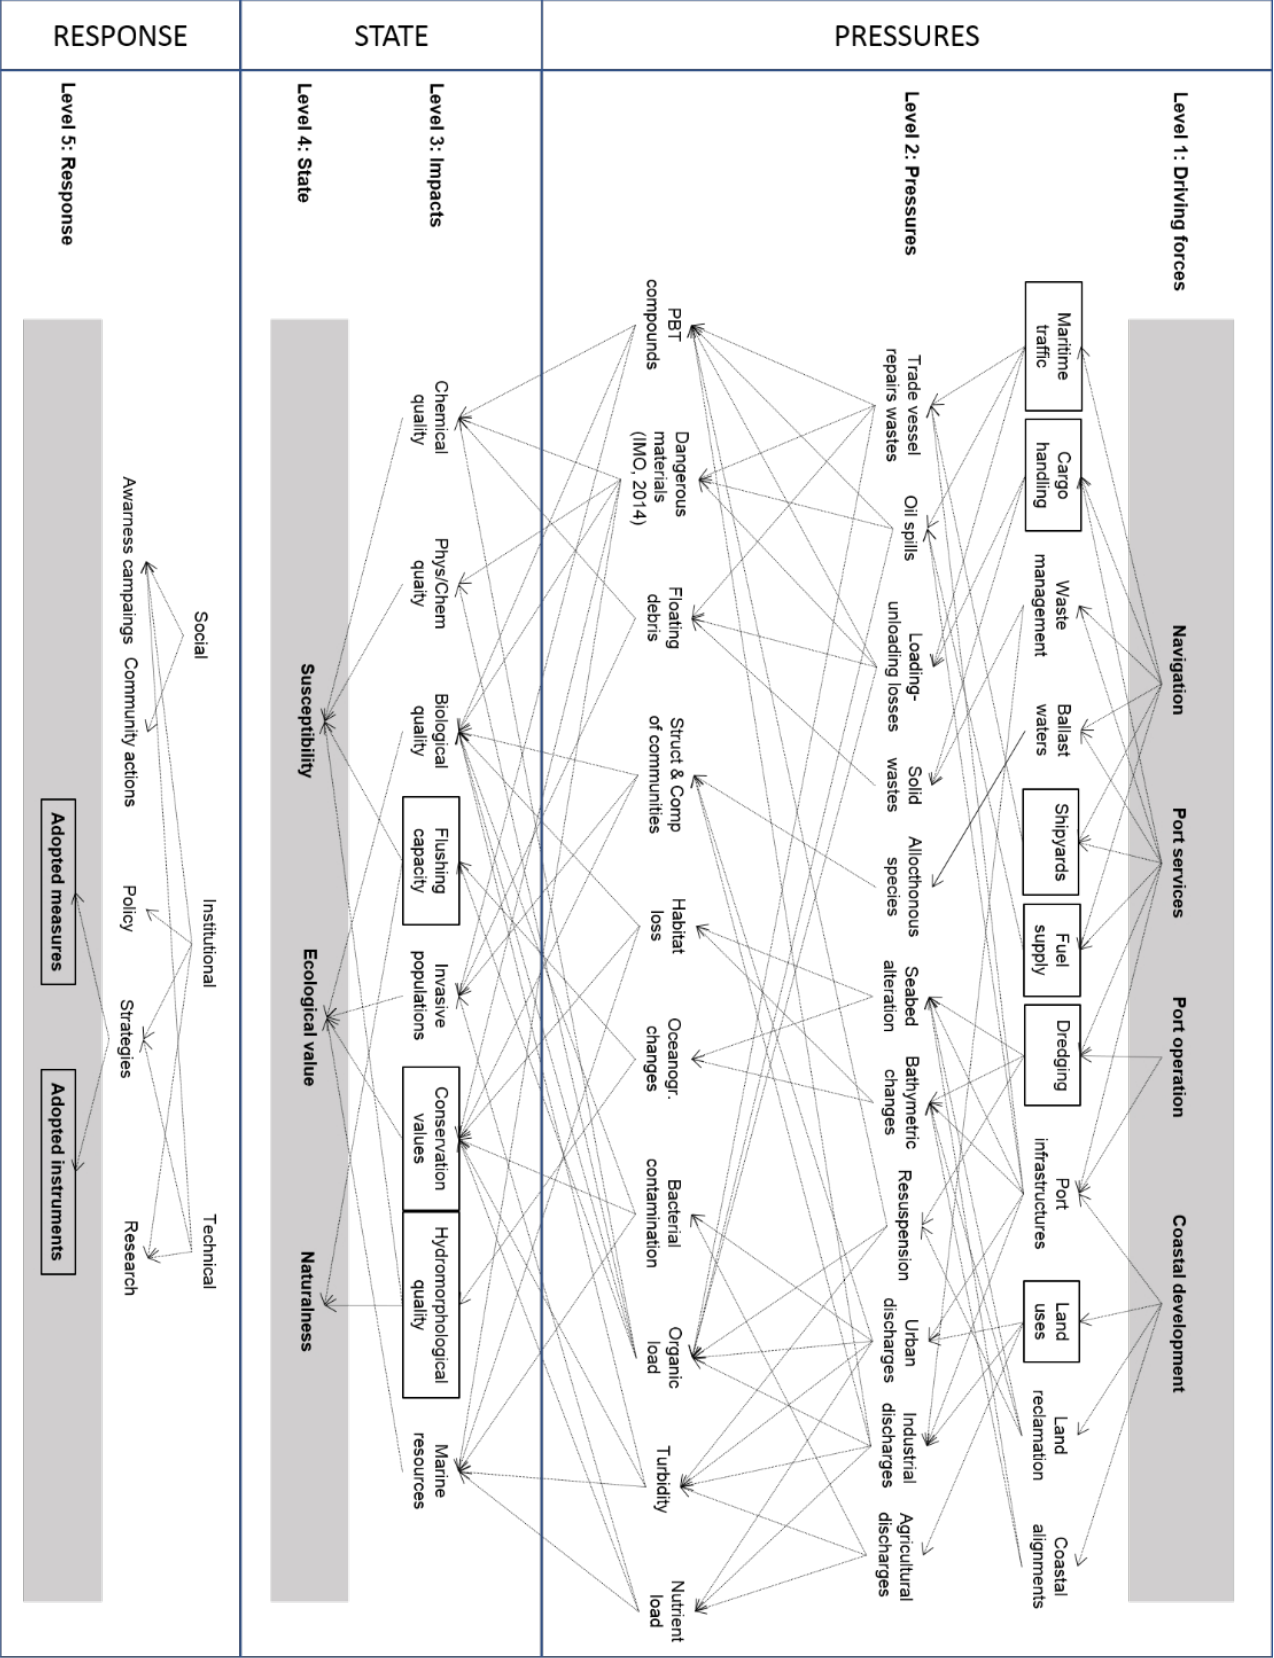 RESPONSE
STATE
PRESSURES
Level 1: Driving forces
Navigation
Port services
Port operation
Coastal development
Maritime
traffic
Cargo
handling
Waste
management
Ballast
waters
Shipyards
Fuel
supply
Dredging
Port
infrastructures
Land
uses
Land
reclamation
Coastal
alignments
Level 2: Pressures
Trade vessel
repairs wastes
Oil spills
Loading-
unloading losses
Solid
wastes
Allocthonous
species
Seabed
alteration
Bathymetric
changes
Resuspension
Urban
discharges
Industrial
discharges
Agricultural
discharges
PBT
compounds
Dangerous
materials
(IMO, 2014)
Floating
debris
Struct & Comp
of communities
Habitat
loss
Oceanogr.
changes
Bacterial
contamination
Organic
load
Turbidity
Nutrient
load
Level 3: Impacts
Chemical
quality
Phys/Chem
quaity
Biological
quality
Flushing
capacity
Invasive
populations
Conservation
values
Hydromorphological
quality
Marine
resources
Level 4: State
Susceptibility
Ecological value
Naturalness
Social
Institutional
Technical
Awarness campaings
Community actions
Policy
Strategies
Research
Level 5: Response
Adopted measures
Adopted instruments